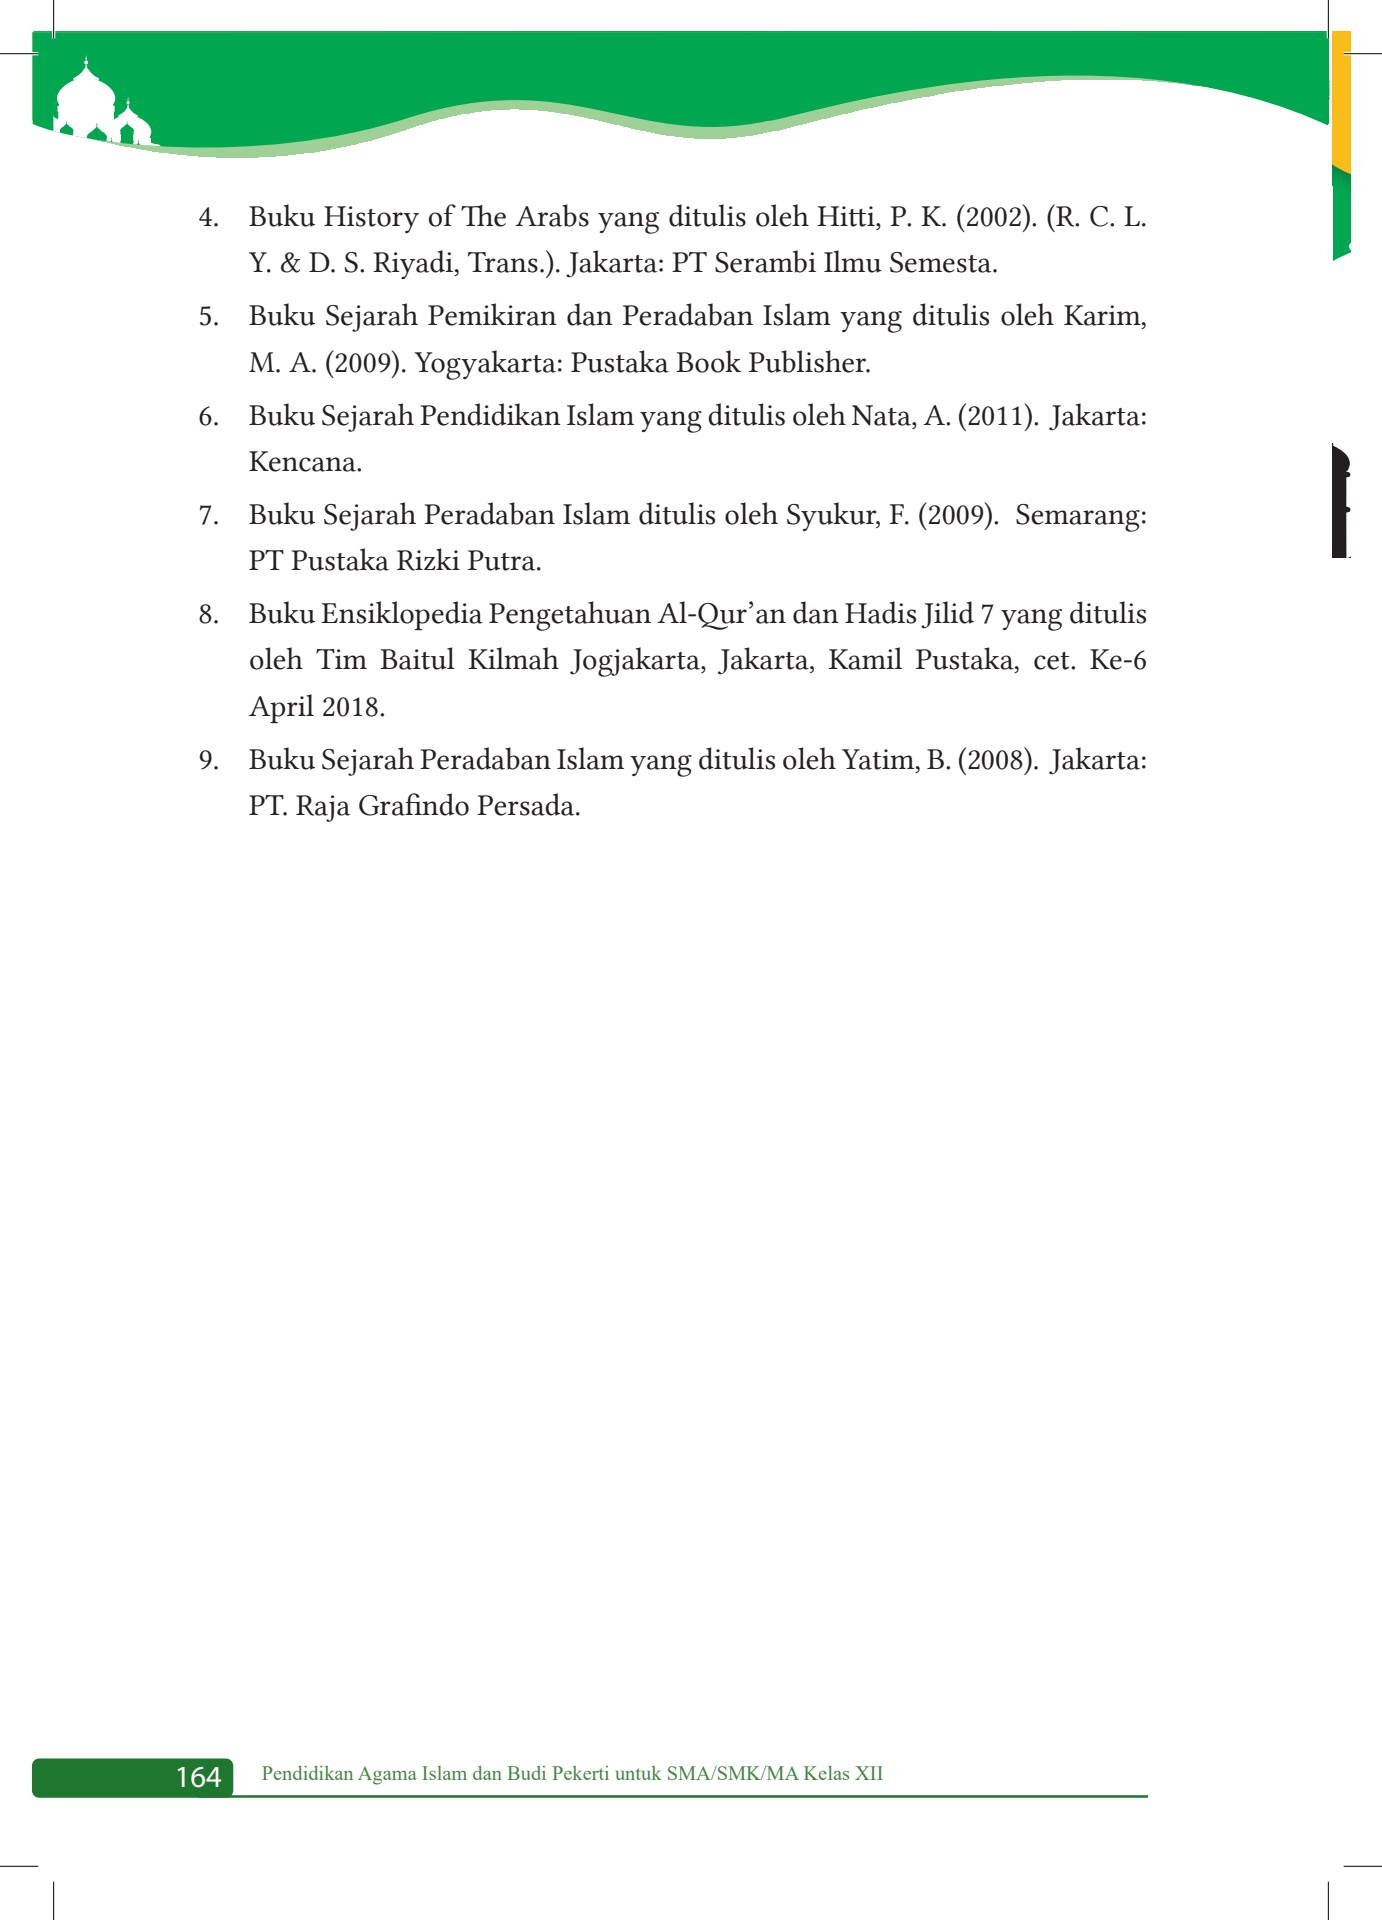 4. Buku History of The Arabs yang ditulis oleh Hitti, P. K. (2002). (R. C. L.
Y. & D. S. Riyadi, Trans.). Jakarta: PT Serambi Ilmu Semesta.
5. Buku Sejarah Pemikiran dan Peradaban Islam yang ditulis oleh Karim,
M. A. (2009). Yogyakarta: Pustaka Book Publisher.
6. Buku Sejarah Pendidikan Islam yang ditulis oleh Nata, A. (2011). Jakarta:
Kencana.
7. Buku Sejarah Peradaban Islam ditulis oleh Syukur, F. (2009). Semarang:
PT Pustaka Rizki Putra.
8. Buku Ensiklopedia Pengetahuan Al-Qur’an dan Hadis Jilid 7 yang ditulis
oleh Tim Baitul Kilmah Jogjakarta, Jakarta, Kamil Pustaka, cet. Ke-6
April 2018.
9. Buku Sejarah Peradaban Islam yang ditulis oleh Yatim, B. (2008). Jakarta:
PT. Raja Grafindo Persada.
164 Pendidikan Agama Islam dan Budi Pekerti untuk SMA/SMK/MA Kelas XII